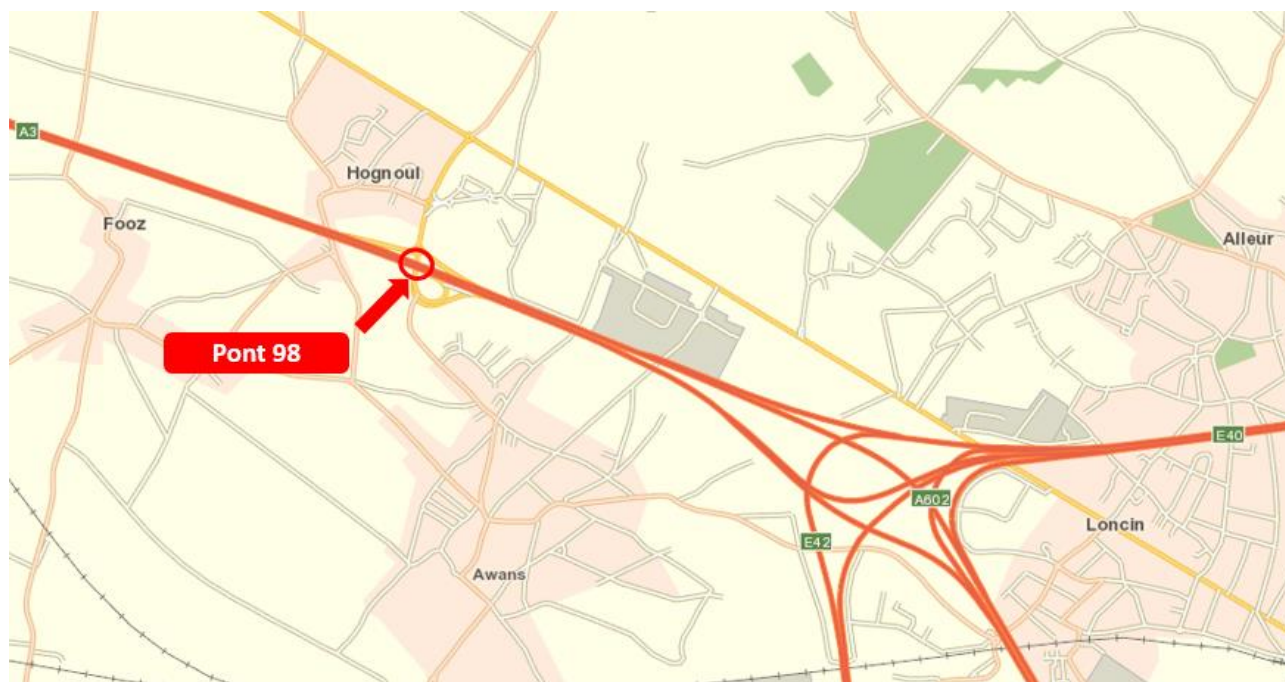 A3
Hognoul
Fooz
Alleur
Pont 98
E40
A602
Loncin
E42
Awans